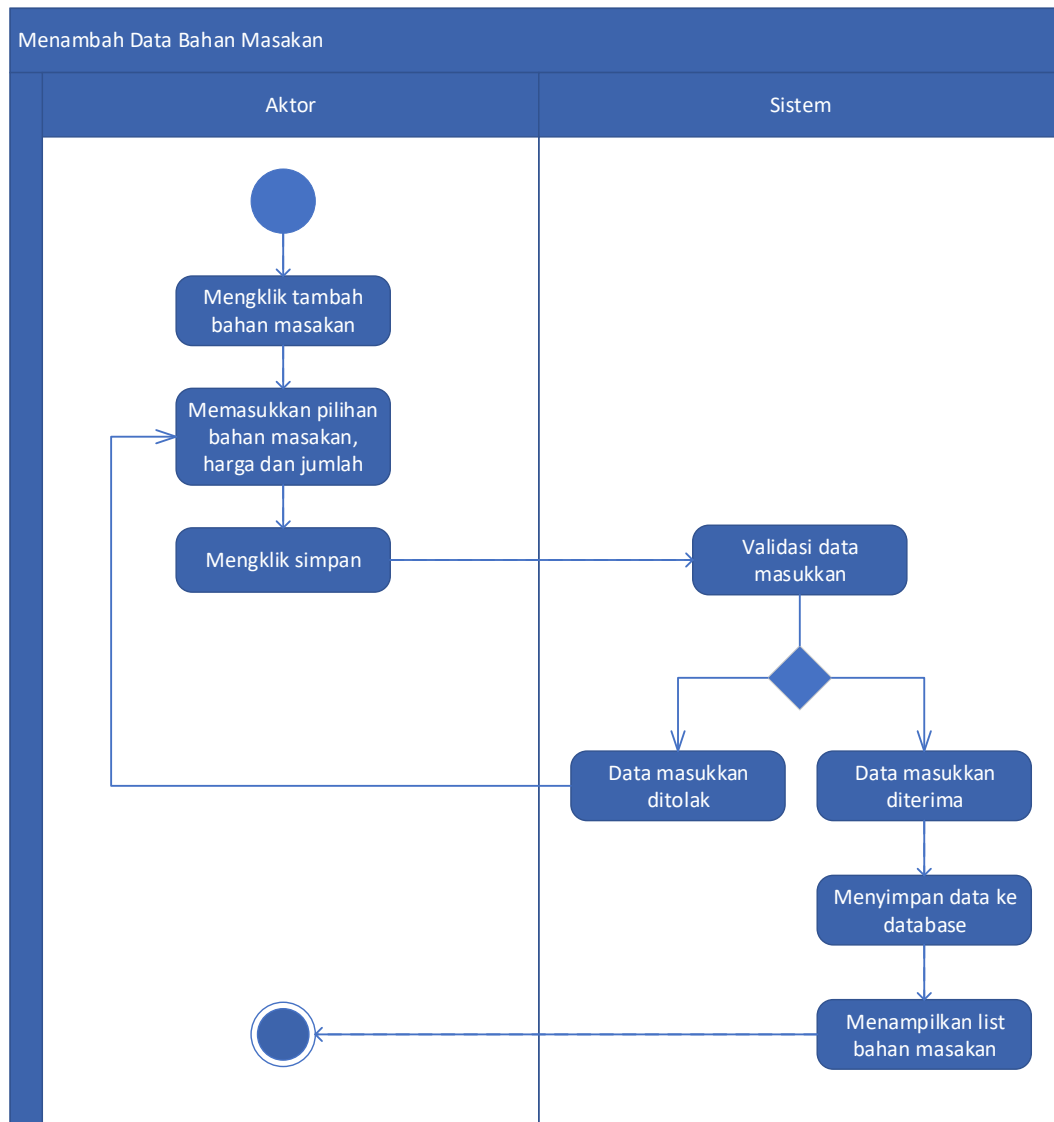 Menambah Data Bahan Masakan
Aktor
Sistem
Mengklik tambah
bahan masakan
Memasukkan pilihan
bahan masakan,
harga dan jumlah
Mengklik simpan
Validasi data
masukkan
Data masukkan
ditolak
Data masukkan
diterima
Menyimpan data ke
database
Menampilkan list
bahan masakan